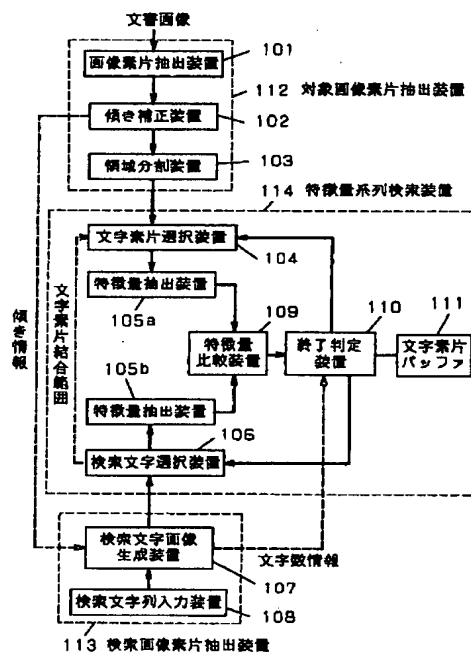 文書画像
画像素片抽出装置
101
112 対象画像素片抽出装置
傾き補正装置
102
領域分割装置
103
114 特徴量系列検索装置
文字素片選択装置
104
特徴量抽出装置
105a
109
110
111
特徴量
比較装置
終了判定
装置
文字素片
バッファ
傾き情報
文字素片結合範囲
105b
特徴量抽出装置
106
検索文字選択装置
検索文字画像
生成装置
文字数情報
107
検索文字列入力装置
108
113 検索画像素片抽出装置